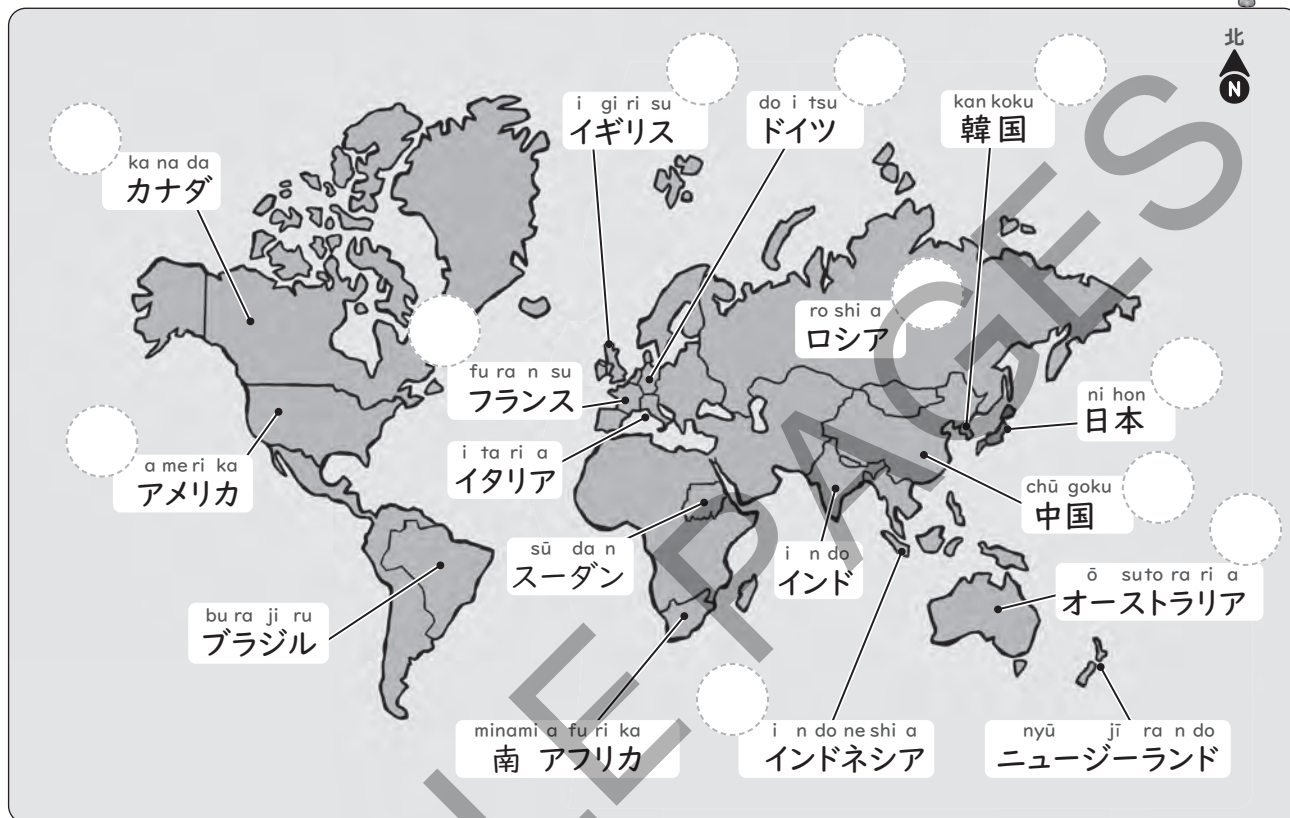 北
N
i gi ri su
イギリス
do i tsu
ドイツ
kan koku
韓国
ka na da
カナダ
ro shi a
ロシア
fu ra n su
フランス
ni hon
日本
i ta ri a
イタリア
a me ri ka
アメリカ
chū goku
中国
sū da n
スーダン
i n do
インド
ō suto ra ri a
オーストラリア
bu ra ji ru
ブラジル
minami a fu ri ka
南 アフリカ
i n do ne shi a
インドネシア
nyū jī ra n do
ニュージーランド
LE PAGES